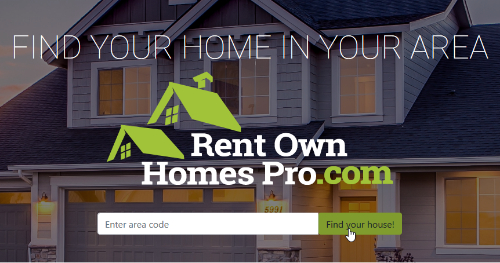 FIND YOUR HOME IN YOUR AREA
Rent Own
Homes Pro.com
Enter area code
Find your house!